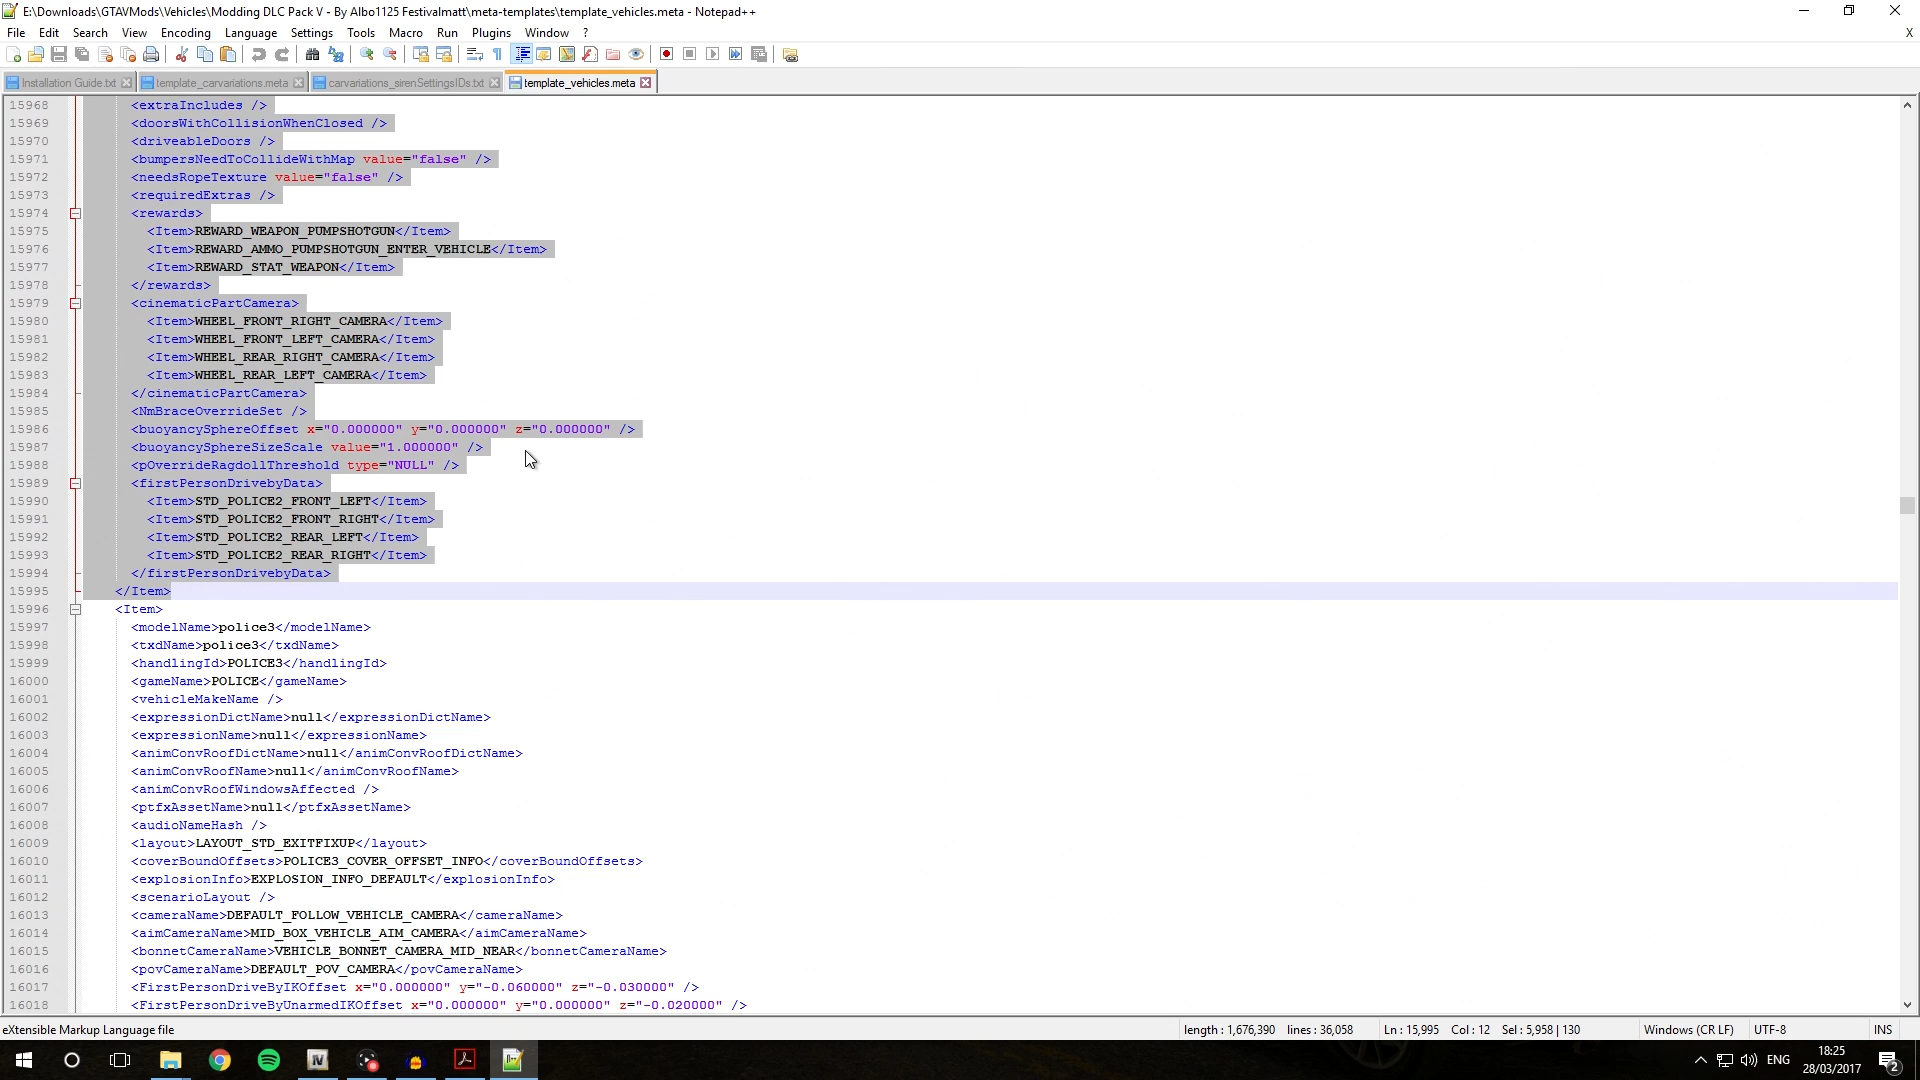 E:\Downloads\GTAVMods\Vehicles\Modding DLC Pack V - By Albo1125 Festivalmatt\meta-templates\template_vehicles.meta - Notepad++
File Edit Search View Encoding Language Settings Tools Macro Run Plugins Window ? X
Installation Guide.txt template_carvariations.meta carvariations_sirenSettingsIDs.txt template_vehicles.meta
15968 <extraIncludes />
15969 <doorsWithCollisionWhenClosed />
15970 <driveableDoors />
15971 <bumpersNeedToCollideWithMap value="false" />
15972 <needsRopeTexture value="false" />
15973 <requiredExtras />
15974 <rewards>
15975 <Item>REWARD_WEAPON_PUMPSHOTGUN</Item>
15976 <Item>REWARD_AMMO_PUMPSHOTGUN_ENTER_VEHICLE</Item>
15977 <Item>REWARD_STAT_WEAPON</Item>
15978 </rewards>
15979 <cinematicPartCamera>
15980 <Item>WHEEL_FRONT_RIGHT_CAMERA</Item>
15981 <Item>WHEEL_FRONT_LEFT_CAMERA</Item>
15982 <Item>WHEEL_REAR_RIGHT_CAMERA</Item>
15983 <Item>WHEEL_REAR_LEFT_CAMERA</Item>
15984 </cinematicPartCamera>
15985 <NmBraceOverrideSet />
15986 <buoyancySphereOffset x="0.000000" y="0.000000" z="0.000000" />
15987 <buoyancySphereSizeScale value="1.000000" />
15988 <pOverrideRagdollThreshold type="NULL" />
15989 <firstPersonDrivebyData>
15990 <Item>STD_POLICE2_FRONT_LEFT</Item>
15991 <Item>STD_POLICE2_FRONT_RIGHT</Item>
15992 <Item>STD_POLICE2_REAR_LEFT</Item>
15993 <Item>STD_POLICE2_REAR_RIGHT</Item>
15994 </firstPersonDrivebyData>
15995 </Item>
15996 <Item>
15997 <modelName>police3</modelName>
15998 <txdName>police3</txdName>
15999 <handlingId>POLICE3</handlingId>
16000 <gameName>POLICE</gameName>
16001 <vehicleMakeName />
16002 <expressionDictName>null</expressionDictName>
16003 <expressionName>null</expressionName>
16004 <animConvRoofDictName>null</animConvRoofDictName>
16005 <animConvRoofName>null</animConvRoofName>
16006 <animConvRoofWindowsAffected />
16007 <ptfxAssetName>null</ptfxAssetName>
16008 <audioNameHash />
16009 <layout>LAYOUT_STD_EXITFIXUP</layout>
16010 <coverBoundOffsets>POLICE3_COVER_OFFSET_INFO</coverBoundOffsets>
16011 <explosionInfo>EXPLOSION_INFO_DEFAULT</explosionInfo>
16012 <scenarioLayout />
16013 <cameraName>DEFAULT_FOLLOW_VEHICLE_CAMERA</cameraName>
16014 <aimCameraName>MID_BOX_VEHICLE_AIM_CAMERA</aimCameraName>
16015 <bonnetCameraName>VEHICLE_BONNET_CAMERA_MID_NEAR</bonnetCameraName>
16016 <povCameraName>DEFAULT_POV_CAMERA</povCameraName>
16017 <FirstPersonDriveByIKOffset x="0.000000" y="-0.060000" z="-0.030000" />
16018 <FirstPersonDriveByUnarmedIKOffset x="0.000000" y="0.000000" z="-0.020000" />
eXtensible Markup Language file length : 1,676,390 lines : 36,058 Ln : 15,995 Col : 12 Sel : 5,958 | 130 Windows (CR LF) UTF-8 INS
IV ENG 18:25
28/03/2017 2